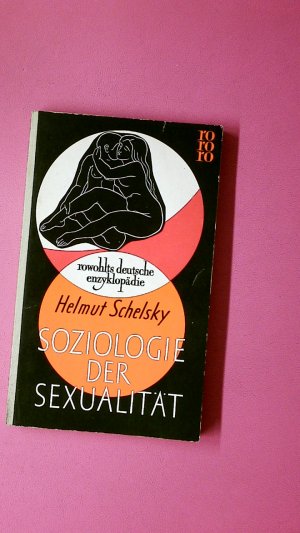 ro
ro
ro
rowohlts deutsche
enzyklopädie
Helmut Schelsky
SOZIOLOGIE
DER
SEXUALITÄT